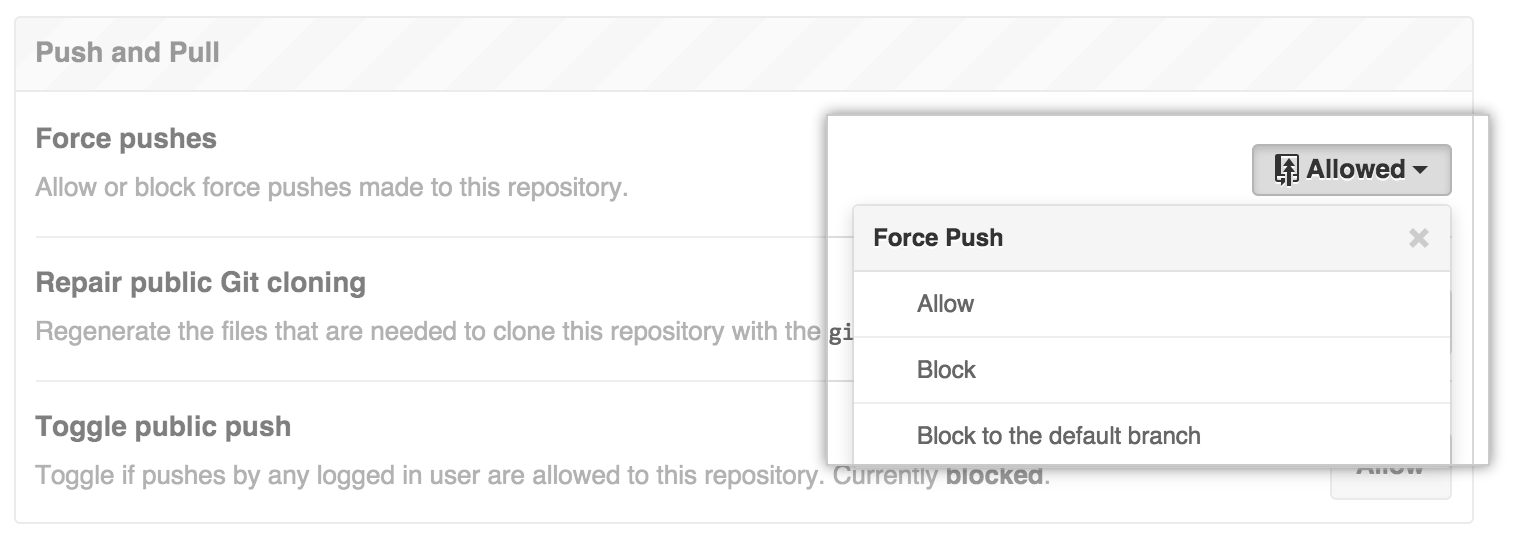 Push and Pull
Force pushes
Allow or block force pushes made to this repository.
Allowed
Force Push
Allow
Block
Block to the default branch
Repair public Git cloning
Regenerate the files that are needed to clone this repository with the gi
Toggle public push
Toggle if pushes by any logged in user are allowed to this repository. Currently blocked.
Allow